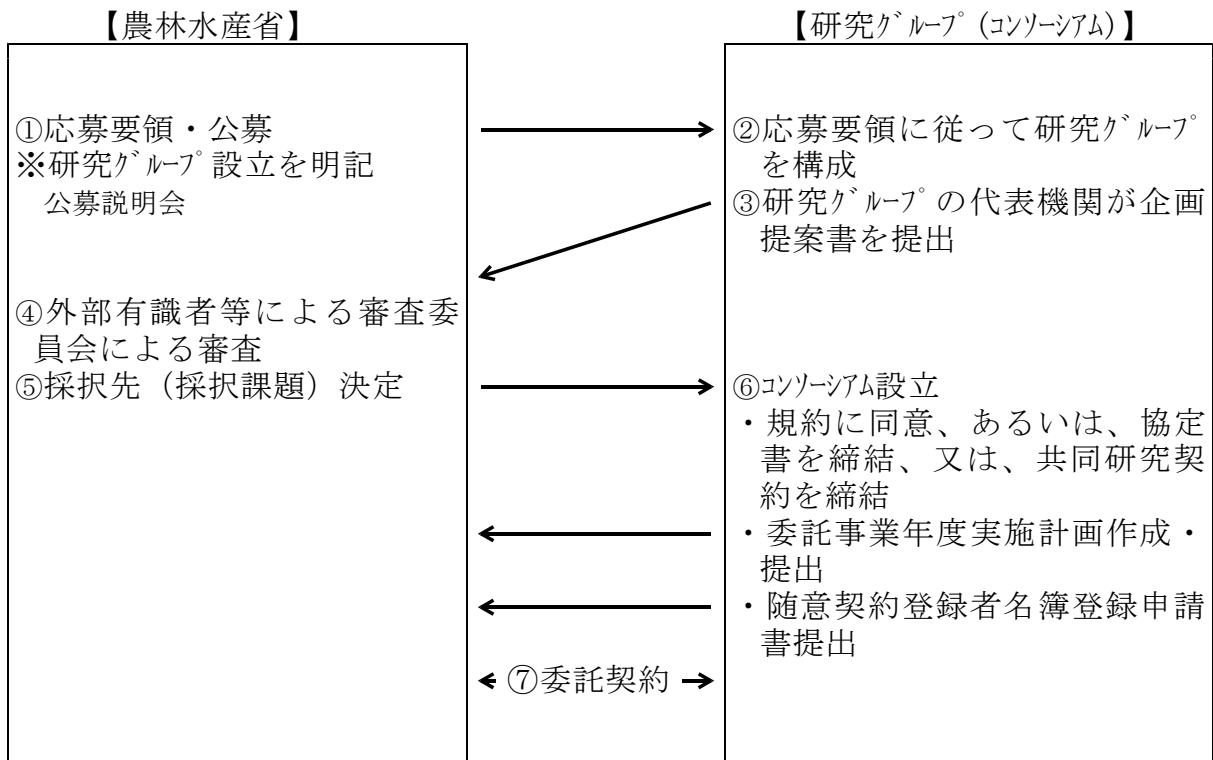 【農林水産省】
【研究ｸﾞﾙｰﾌﾟ(ｺﾝｿｰｼｱﾑ)】
①応募要領・公募
※研究ｸﾞﾙｰﾌﾟ設立を明記
公募説明会
②応募要領に従って研究ｸﾞﾙｰﾌﾟ
を構成
③研究ｸﾞﾙｰﾌﾟの代表機関が企画
提案書を提出
④外部有識者等による審査委
員会による審査
⑤採択先（採択課題）決定
⑥ｺﾝｿｰｼｱﾑ設立
・規約に同意、あるいは、協定
書を締結、又は、共同研究契
約を締結
・委託事業年度実施計画作成・
提出
・随意契約登録者名簿登録申請
書提出
⑦委託契約